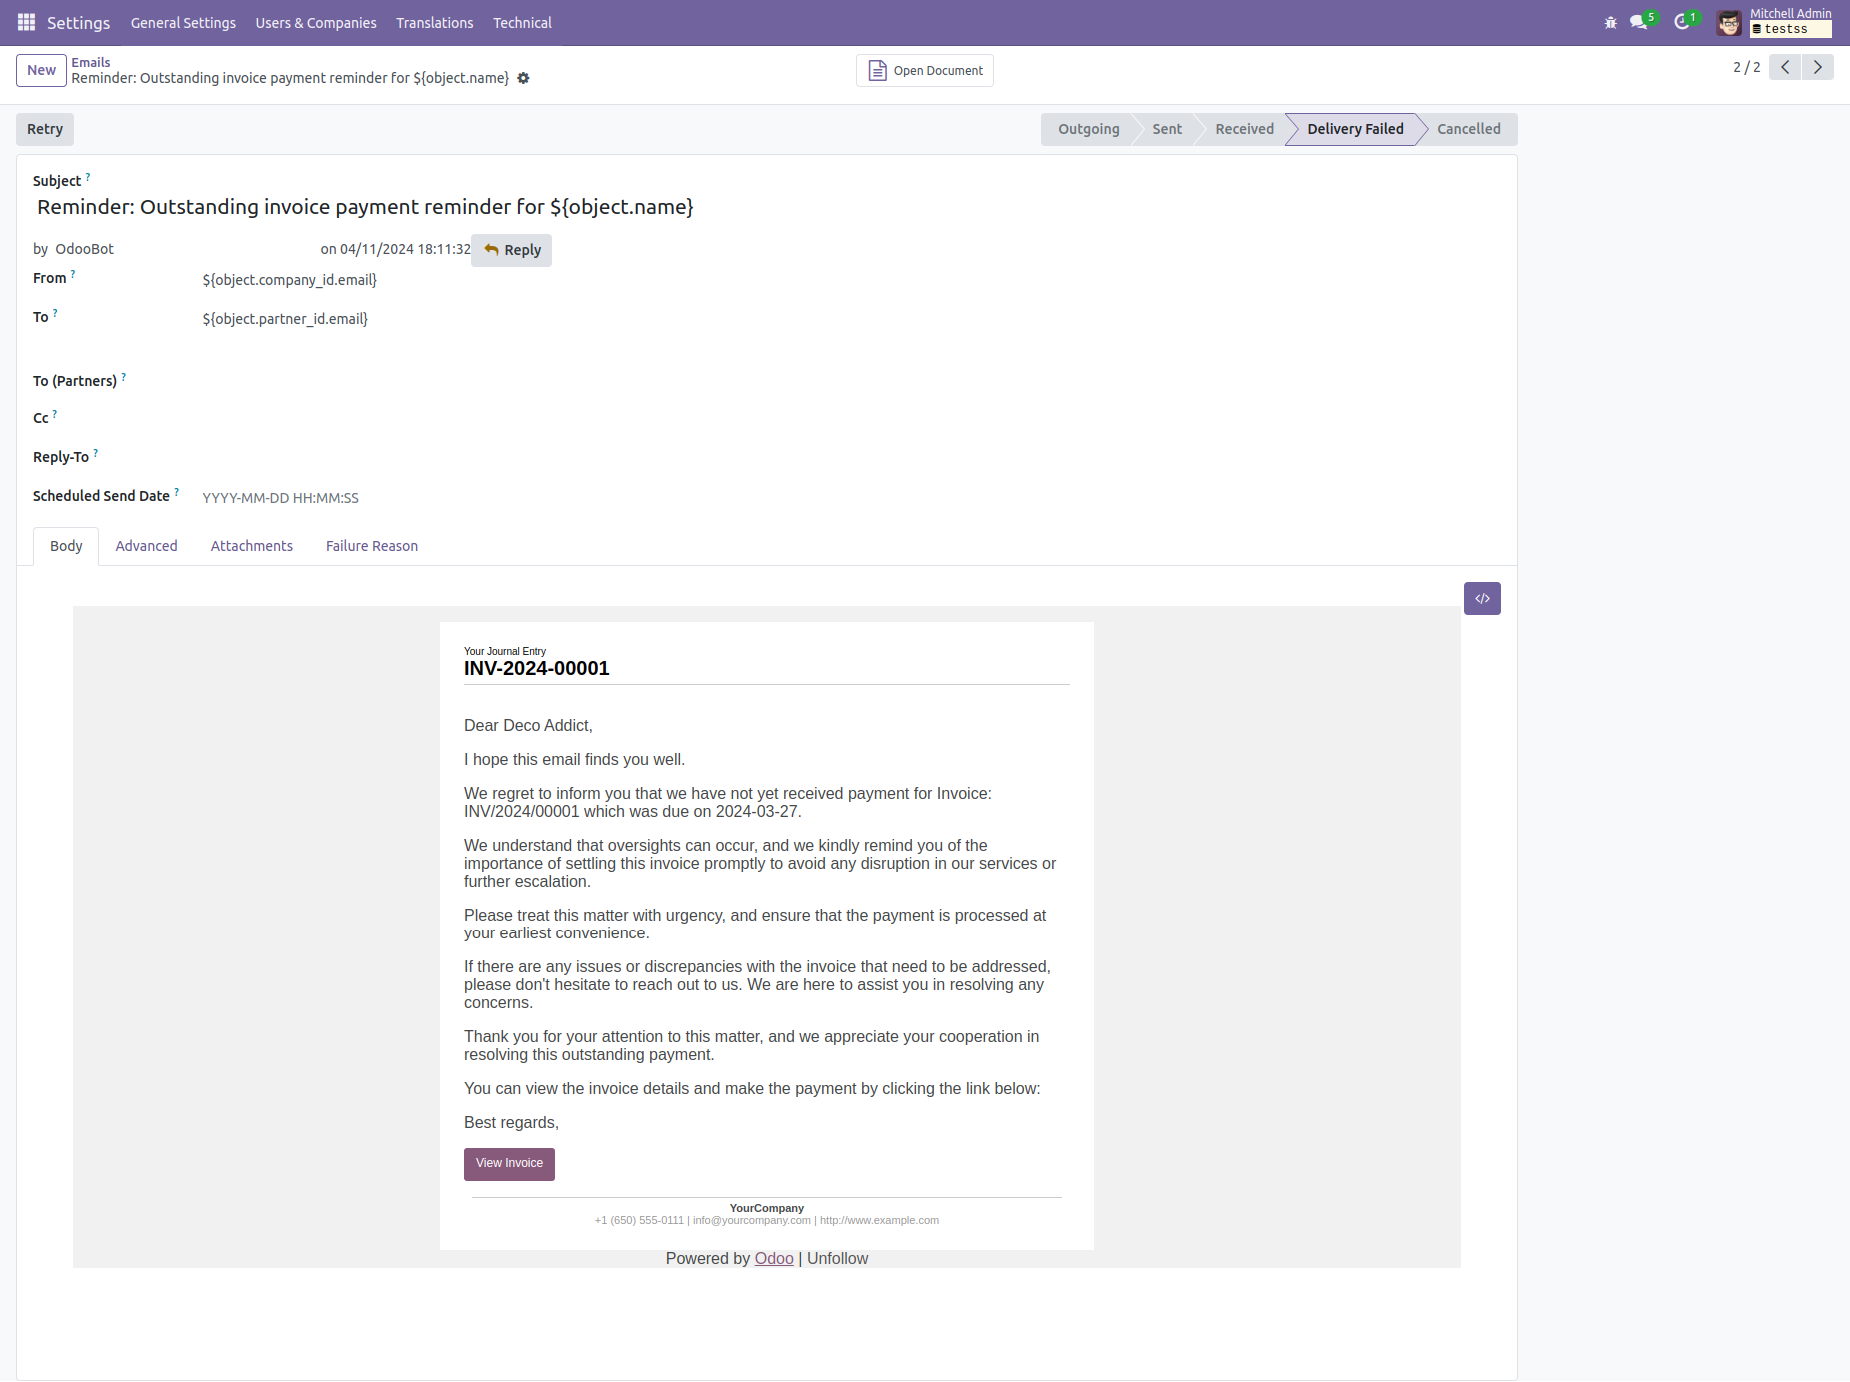 Settings General Settings Users & Companies Translations Technical 5 1 Mitchell Admin
testss
New Emails
Reminder: Outstanding invoice payment reminder for ${object.name}
Open Document
2 / 2
Retry
Outgoing Sent Received Delivery Failed Cancelled
Subject ?
Reminder: Outstanding invoice payment reminder for ${object.name}
by OdooBot on 04/11/2024 18:11:32 Reply
From ? ${object.company_id.email}
To ? ${object.partner_id.email}
To (Partners) ?
Cc ?
Reply-To ?
Scheduled Send Date ? YYYY-MM-DD HH:MM:SS
Body Advanced Attachments Failure Reason
</>
Your Journal Entry
INV-2024-00001
Dear Deco Addict,
I hope this email finds you well.
We regret to inform you that we have not yet received payment for Invoice:
INV/2024/00001 which was due on 2024-03-27.
We understand that oversights can occur, and we kindly remind you of the
importance of settling this invoice promptly to avoid any disruption in our services or
further escalation.
Please treat this matter with urgency, and ensure that the payment is processed at
your earliest convenience.
If there are any issues or discrepancies with the invoice that need to be addressed,
please don't hesitate to reach out to us. We are here to assist you in resolving any
concerns.
Thank you for your attention to this matter, and we appreciate your cooperation in
resolving this outstanding payment.
You can view the invoice details and make the payment by clicking the link below:
Best regards,
View Invoice
YourCompany
+1 (650) 555-0111 | info@yourcompany.com | http://www.example.com
Powered by Odoo | Unfollow